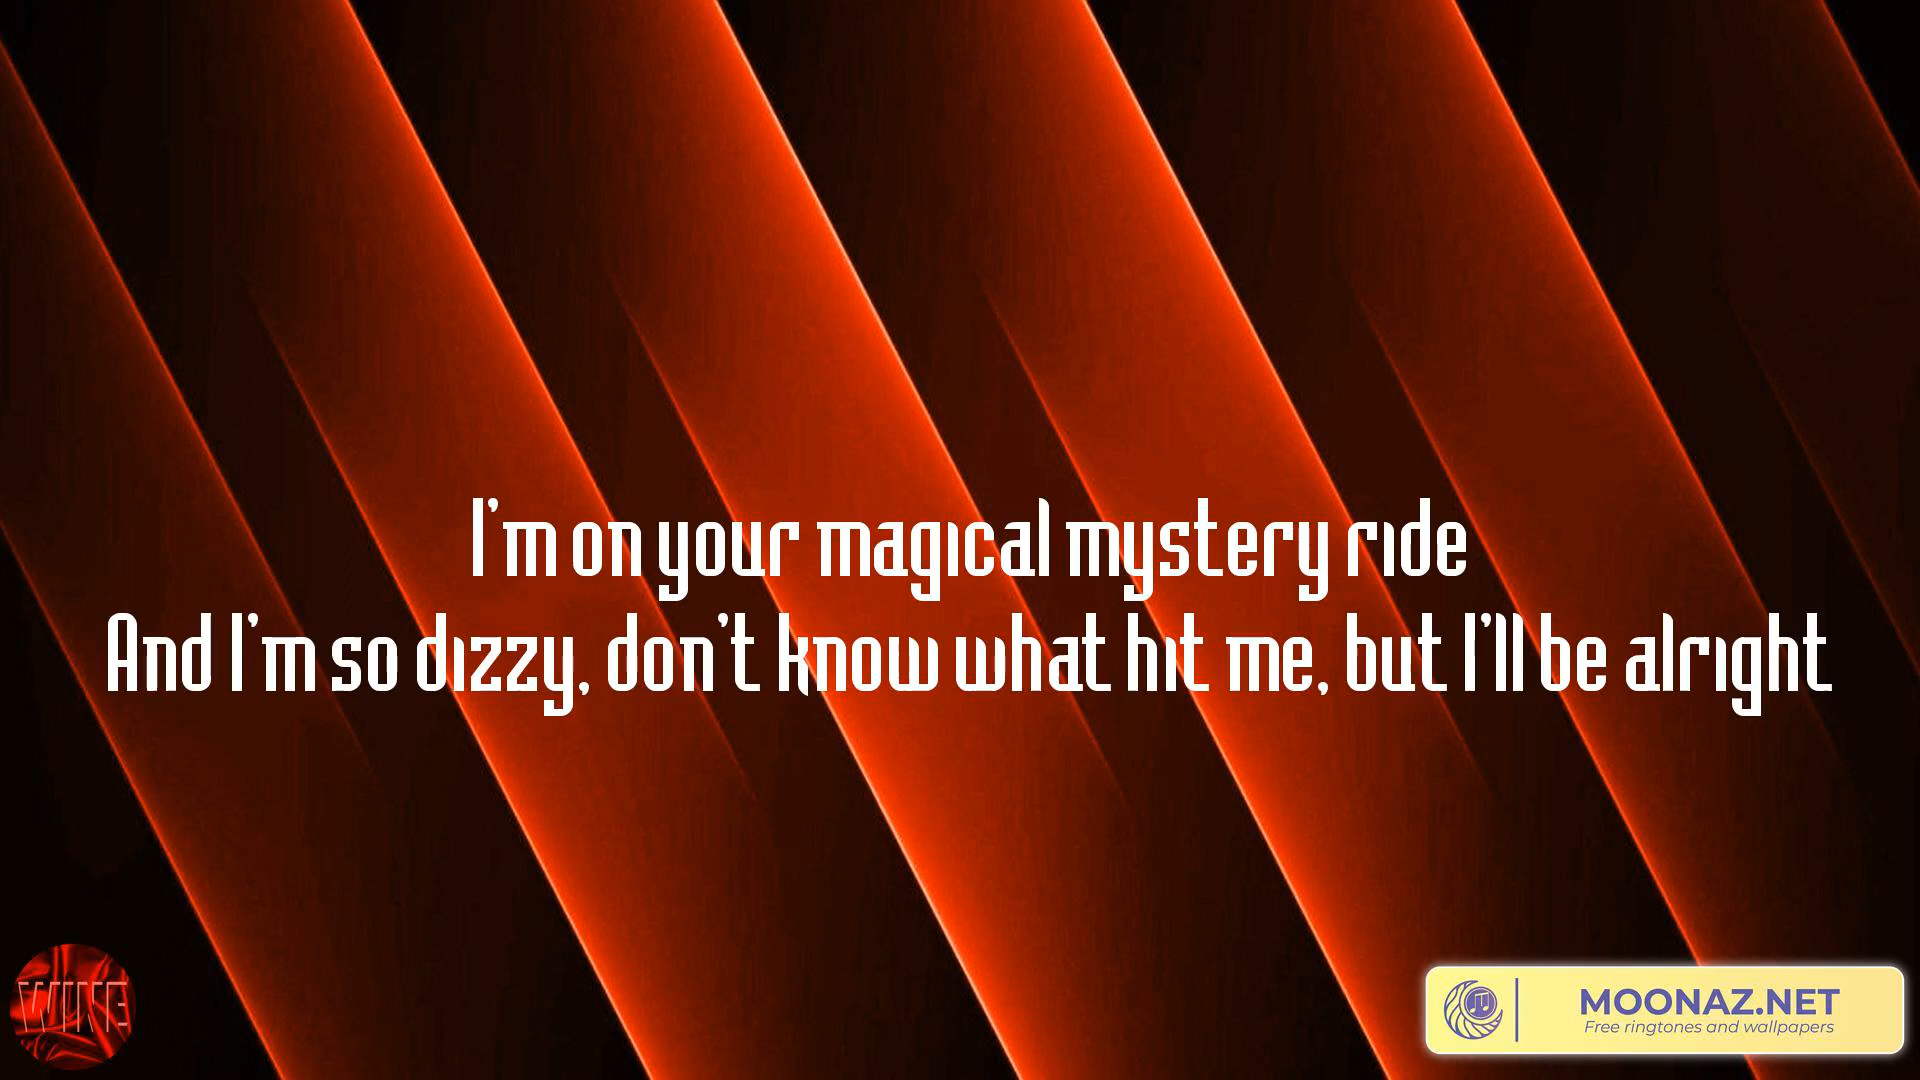 I'm on your magical mystery ride
And I'm so dizzy, don't know what hit me, but I'll be alright
WINE
MOONAZ.NET
Free ringtones and wallpapers